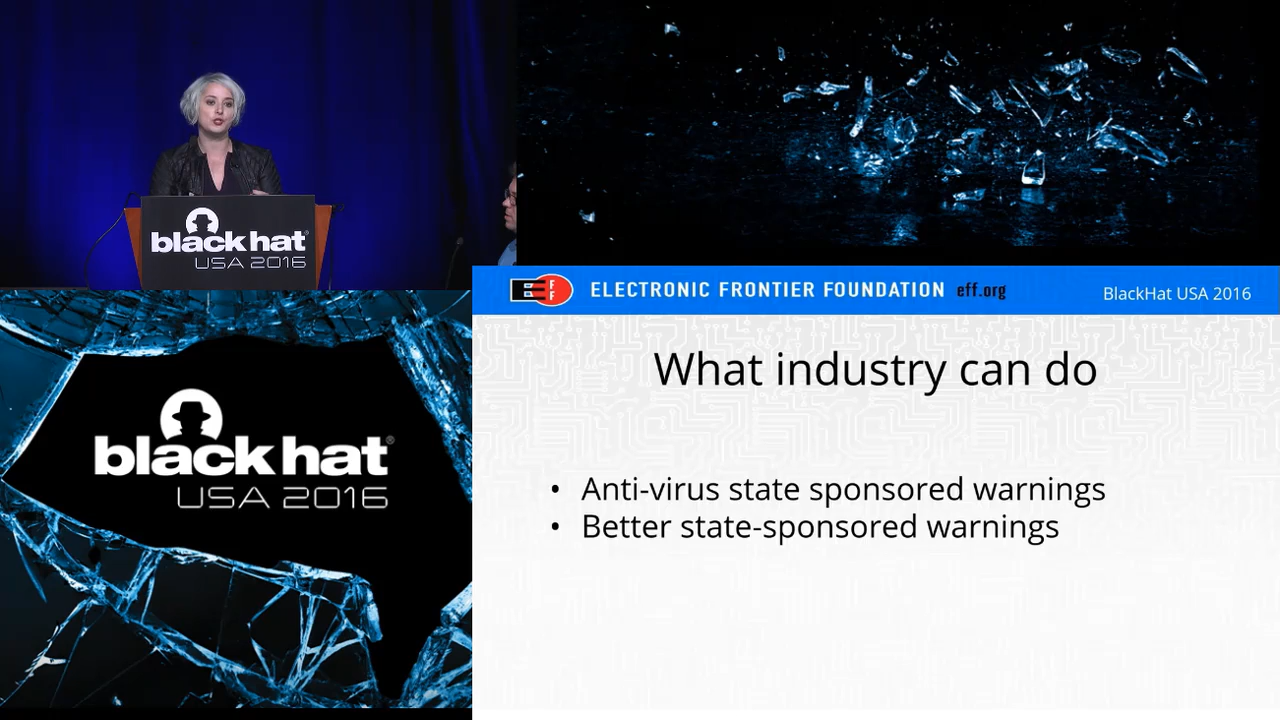 black hat
USA 2016
EFF ELECTRONIC FRONTIER FOUNDATION eff.org
BlackHat USA 2016
black hat®
USA 2016
What industry can do
• Anti-virus state sponsored warnings
• Better state-sponsored warnings